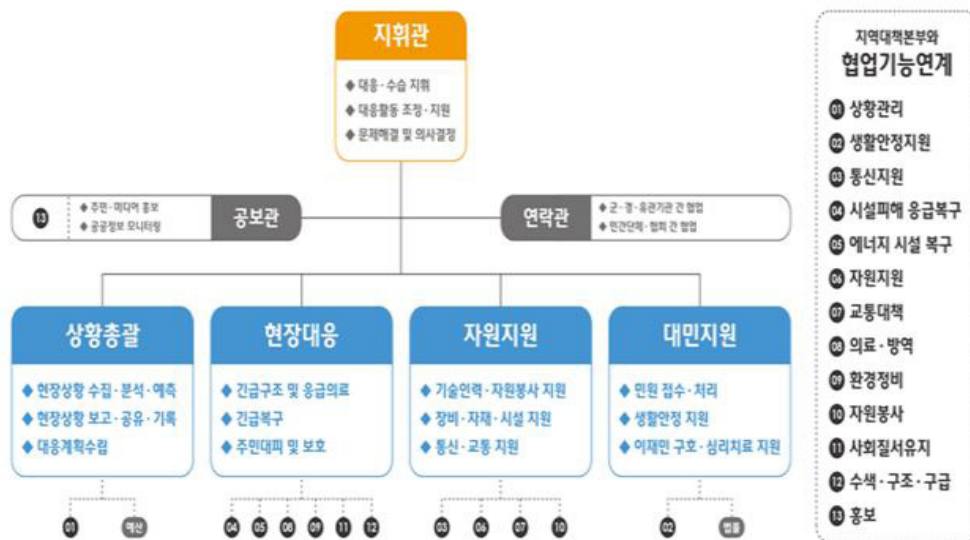 지휘관
◆ 대응·수습 지휘
◆ 대응활동 조정·지원
◆ 문제해결 및 의사결정
13
◆ 주민·미디어 홍보
◆ 공공정보 모니터링
공보관
연락관
◆ 군·경·유관기관 간 협업
◆ 민간단체·협회 간 협업
상황총괄
◆ 현장상황 수집·분석·예측
◆ 현장상황 보고·공유·기록
◆ 대응계획수립
01 예산
현장대응
◆ 긴급구조 및 응급의료
◆ 긴급복구
◆ 주민대피 및 보호
04 05 08 09 11 12
자원지원
◆ 기술인력·자원봉사 지원
◆ 장비·자재·시설 지원
◆ 통신·교통 지원
03 06 07 10
대민지원
◆ 민원 접수·처리
◆ 생활안정 지원
◆ 이재민 구호·심리치료 지원
02 법률
지역대책본부와
협업기능연계
01 상황관리
02 생활안정지원
03 통신지원
04 시설피해 응급복구
05 에너지 시설 복구
06 자원지원
07 교통대책
08 의료·방역
09 환경정비
10 자원봉사
11 사회질서유지
12 수색·구조·구급
13 홍보